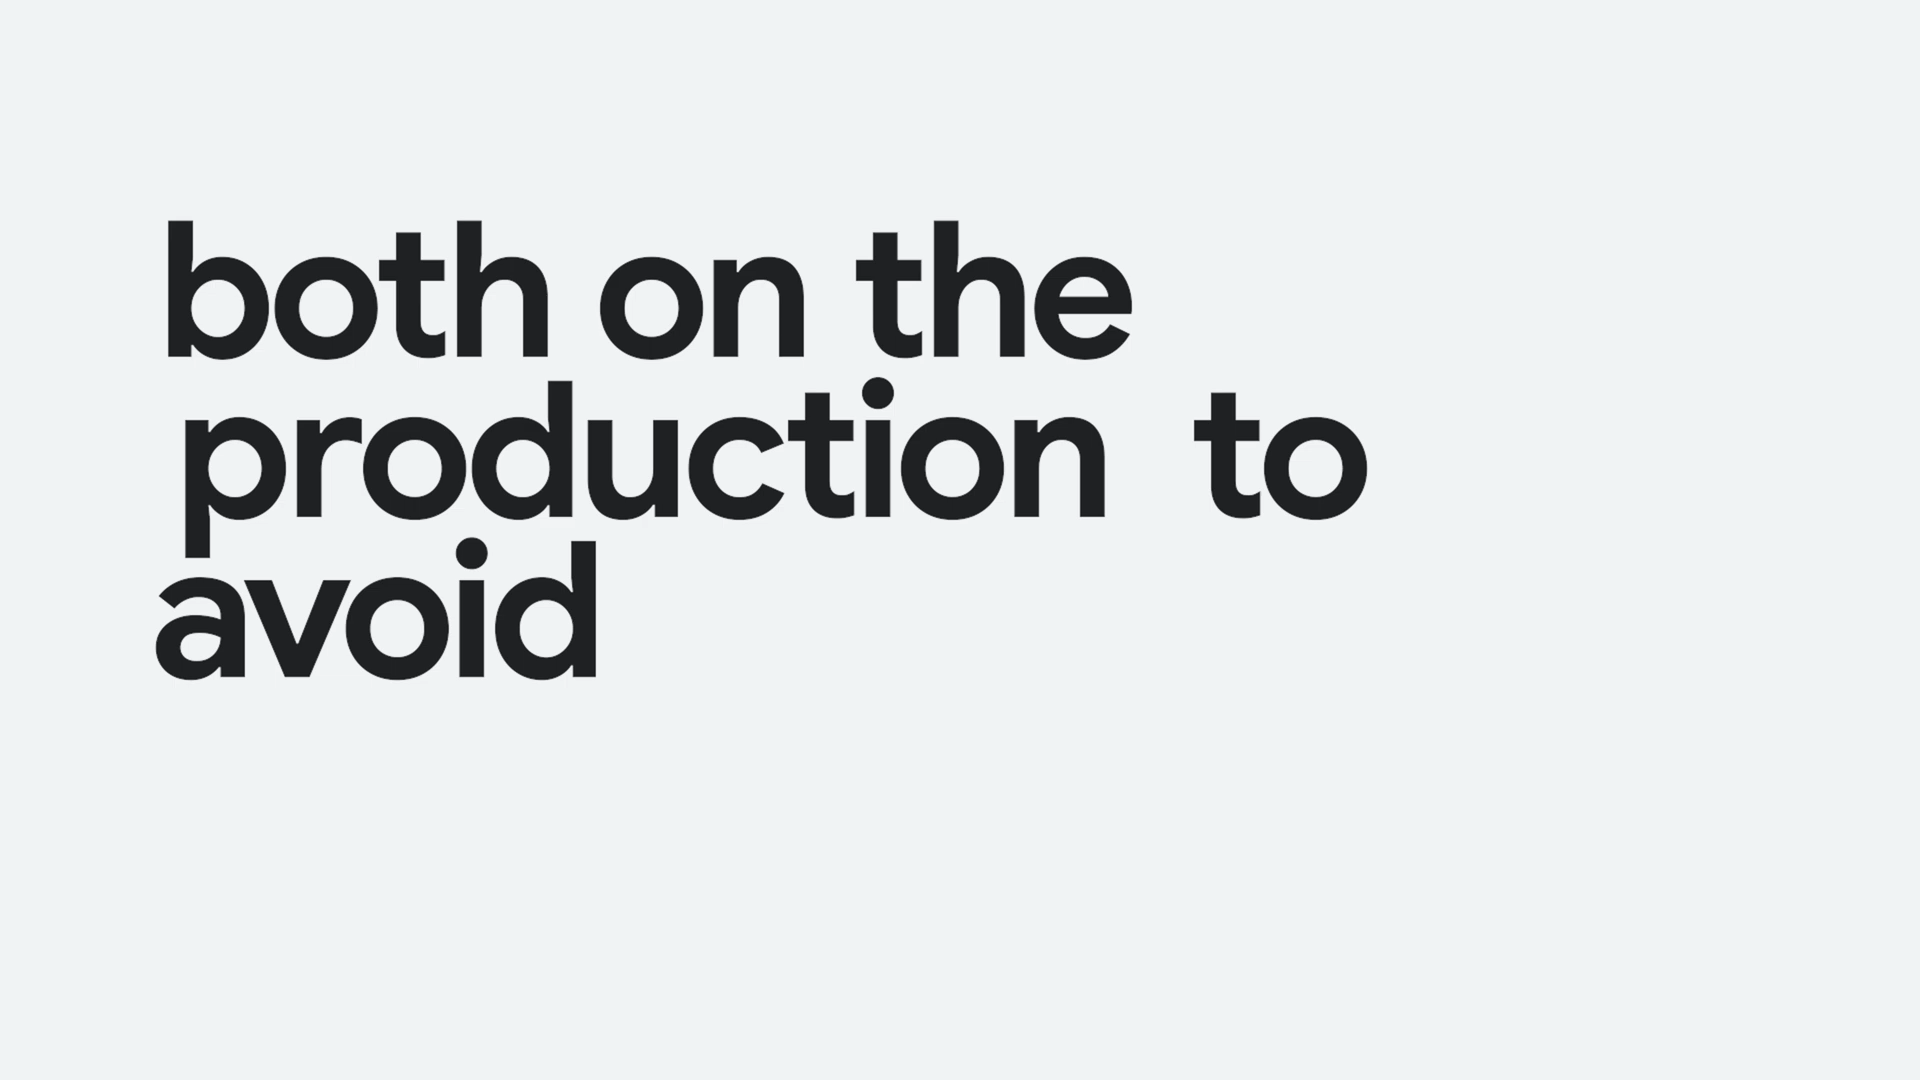 both on the
production  to
avoid